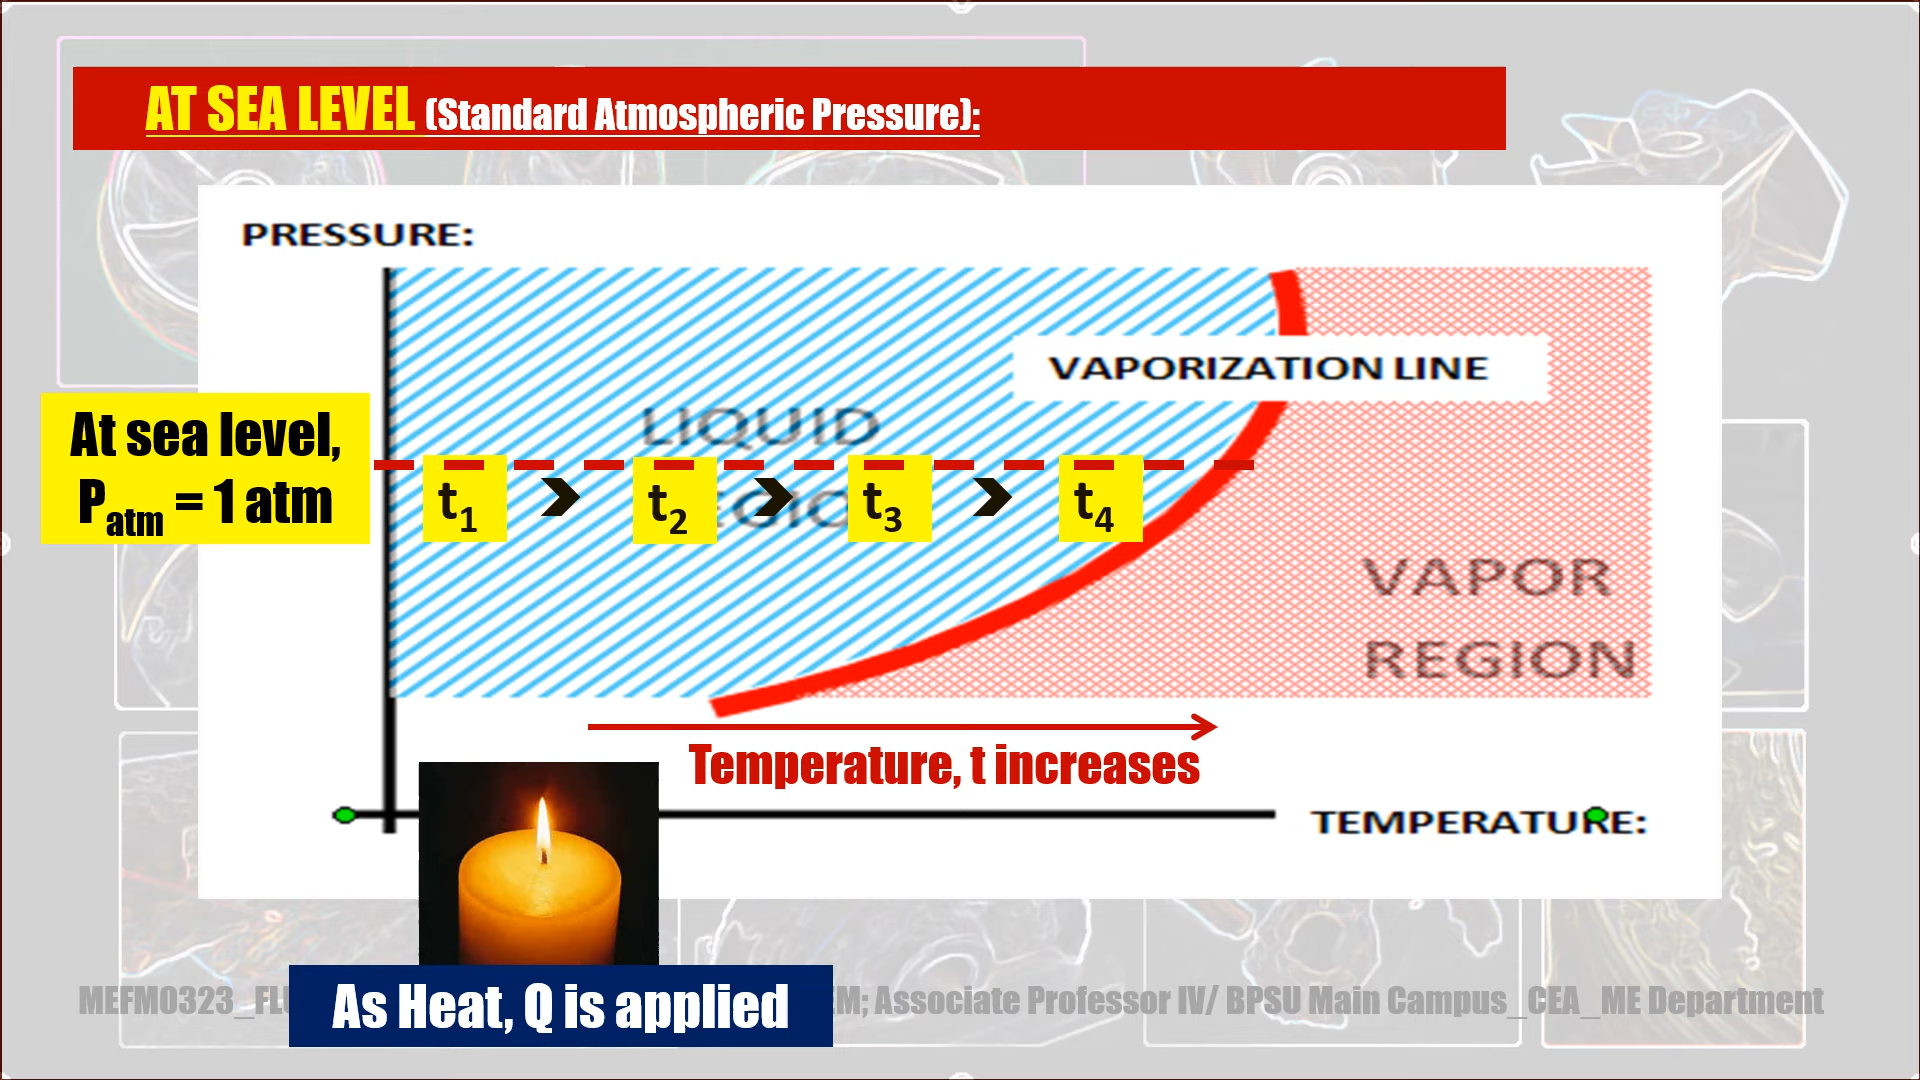 AT SEA LEVEL (Standard Atmospheric Pressure):
PRESSURE:
VAPORIZATION LINE
LIQUID
At sea level,
Patm = 1 atm
t1 t2 t3 t4
VAPOR
REGION
Temperature, t increases
TEMPERATURE:
As Heat, Q is applied
MEFM0323_ Associate Professor IV/ BPSU Main Campus_CEA_ME Department